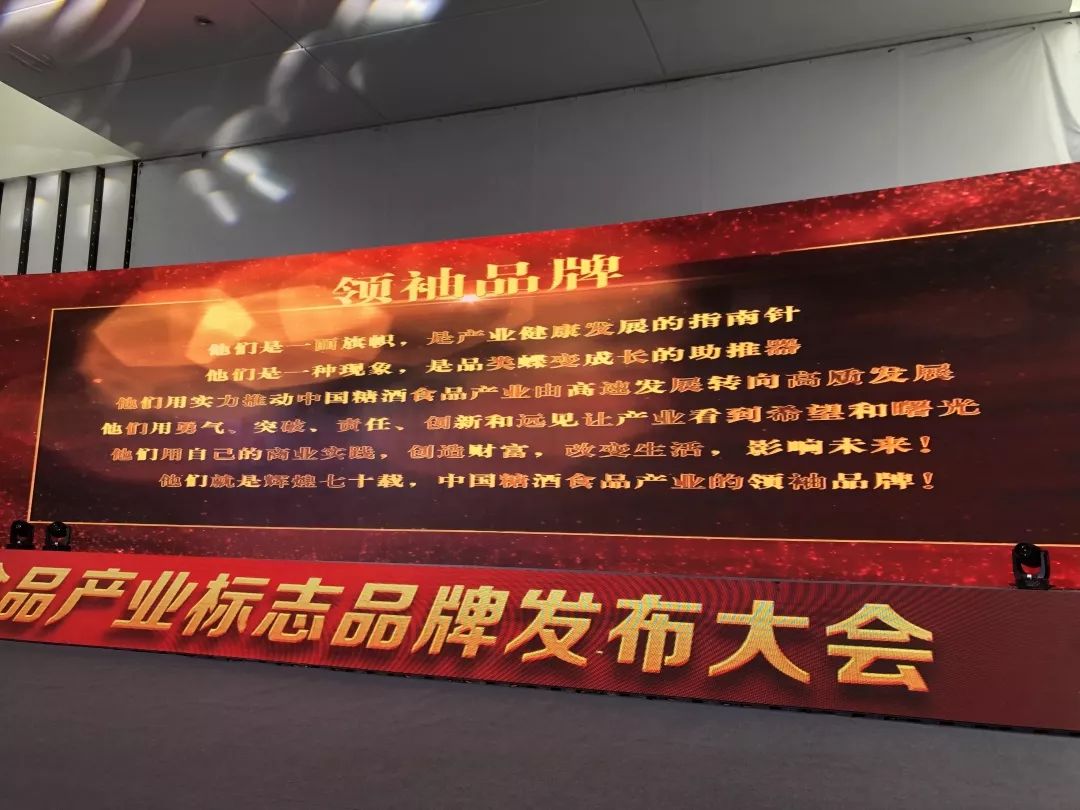 领袖品牌
他们是一面旗帜，是产业健康发展的指南针
他们是一种现象，是品类蝶变成长的助推器
他们用实力推动中国糖酒食品产业由高速发展转向高质发展
他们用勇气、突破、责任、创新和远见让产业看到希望和曙光
他们用自己的商业实践，创造财富，改变生活，影响未来！
他们就是辉煌七十载，中国糖酒食品产业的领袖品牌！
品产业标志品牌发布大会